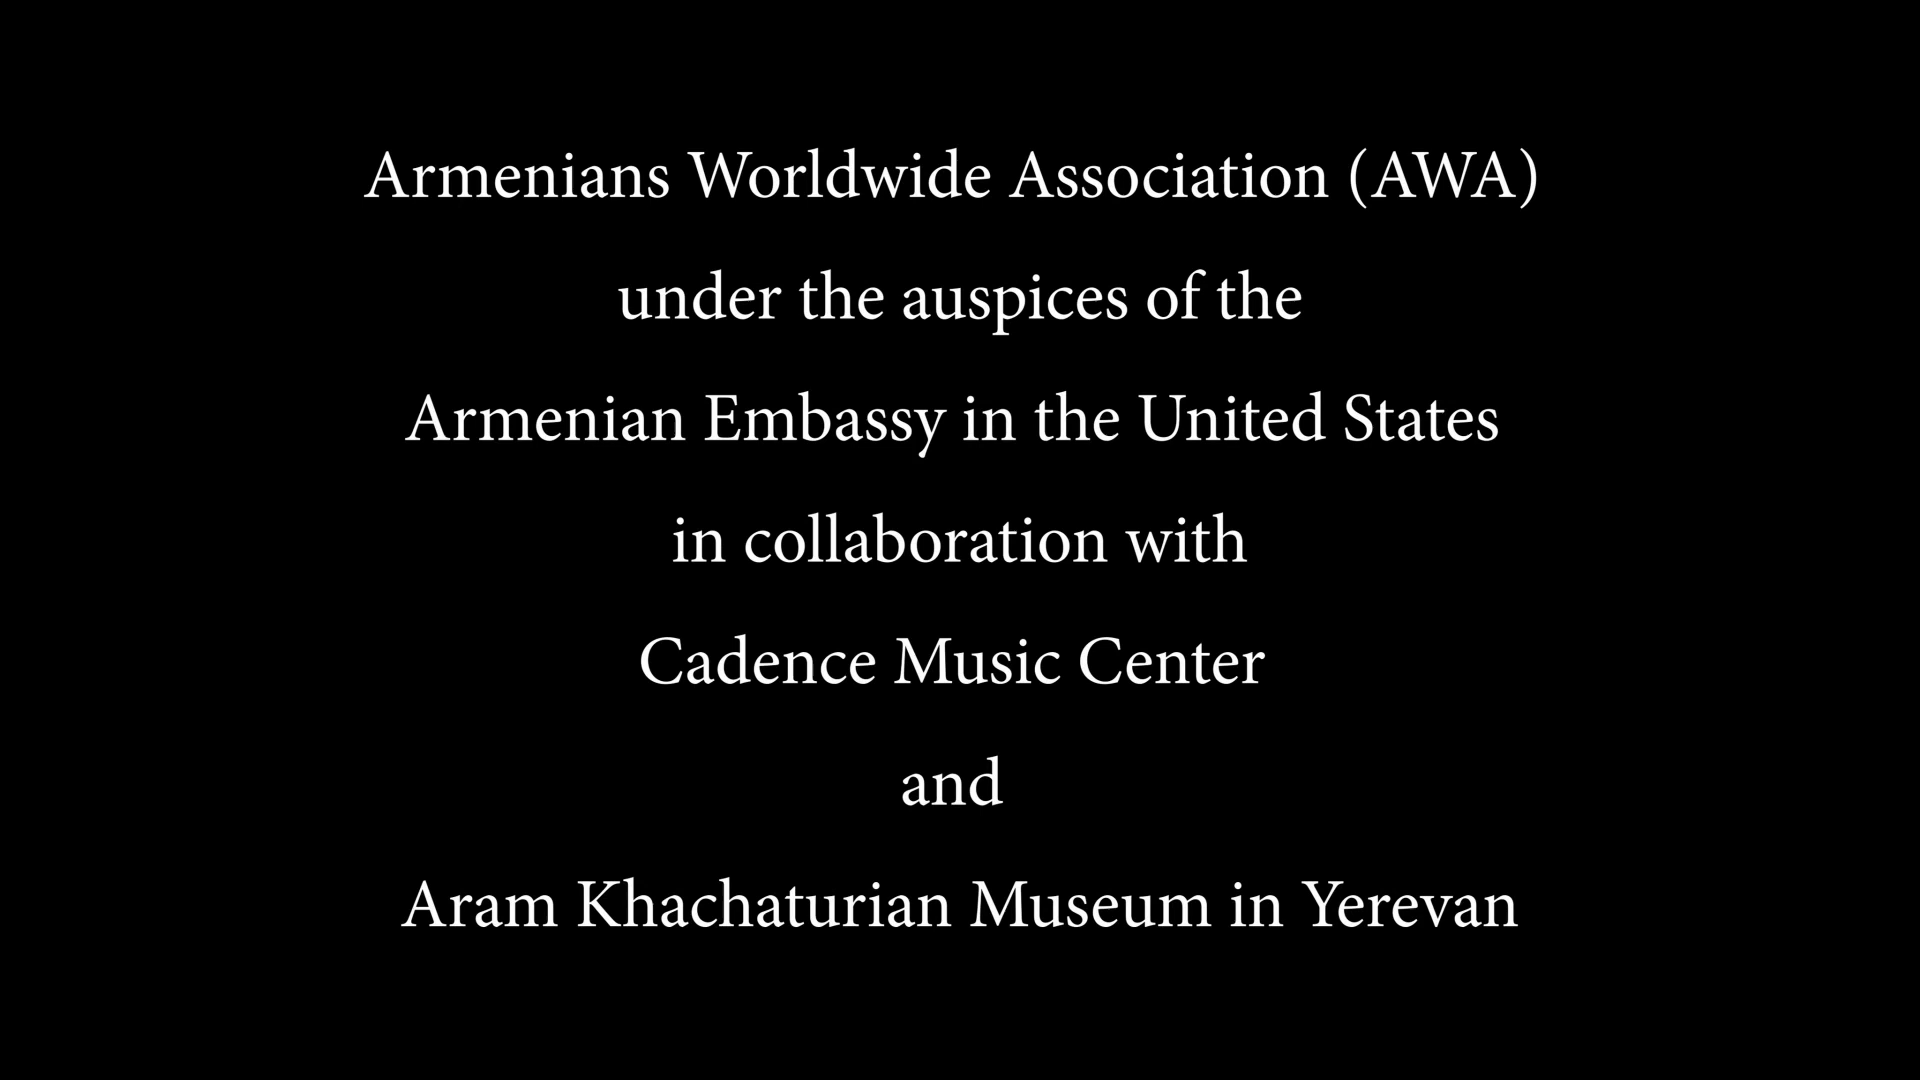 Armenians Worldwide Association (AWA)
under the auspices of the
Armenian Embassy in the United States
in collaboration with
Cadence Music Center
and
Aram Khachaturian Museum in Yerevan